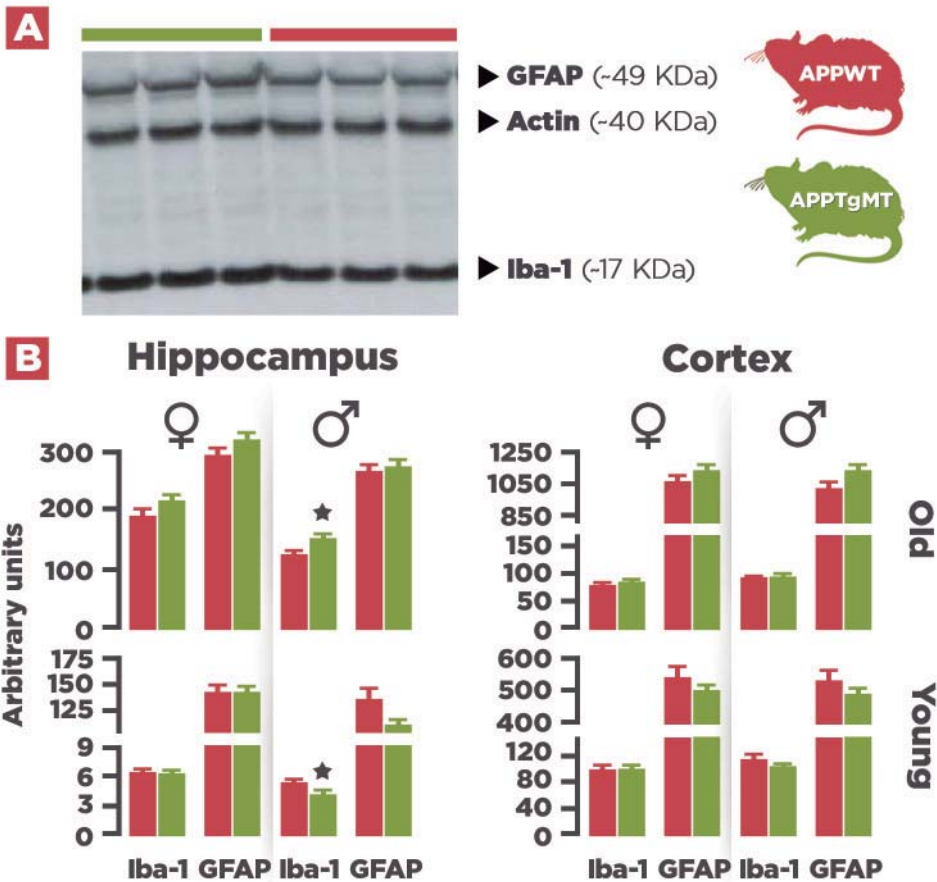 A
GFAP (~49 KDa)
Actin (~40 KDa)
Iba-1 (~17 KDa)
APPWT
APPTgMT
B
Hippocampus
Cortex
♀
♂
♀
♂
Arbitrary units
300
200
100
0
175
150
125
9
6
3
0
1250
1050
850
150
100
50
0
600
500
400
120
80
40
0
Old
Young
Iba-1 GFAP Iba-1 GFAP
Iba-1 GFAP Iba-1 GFAP